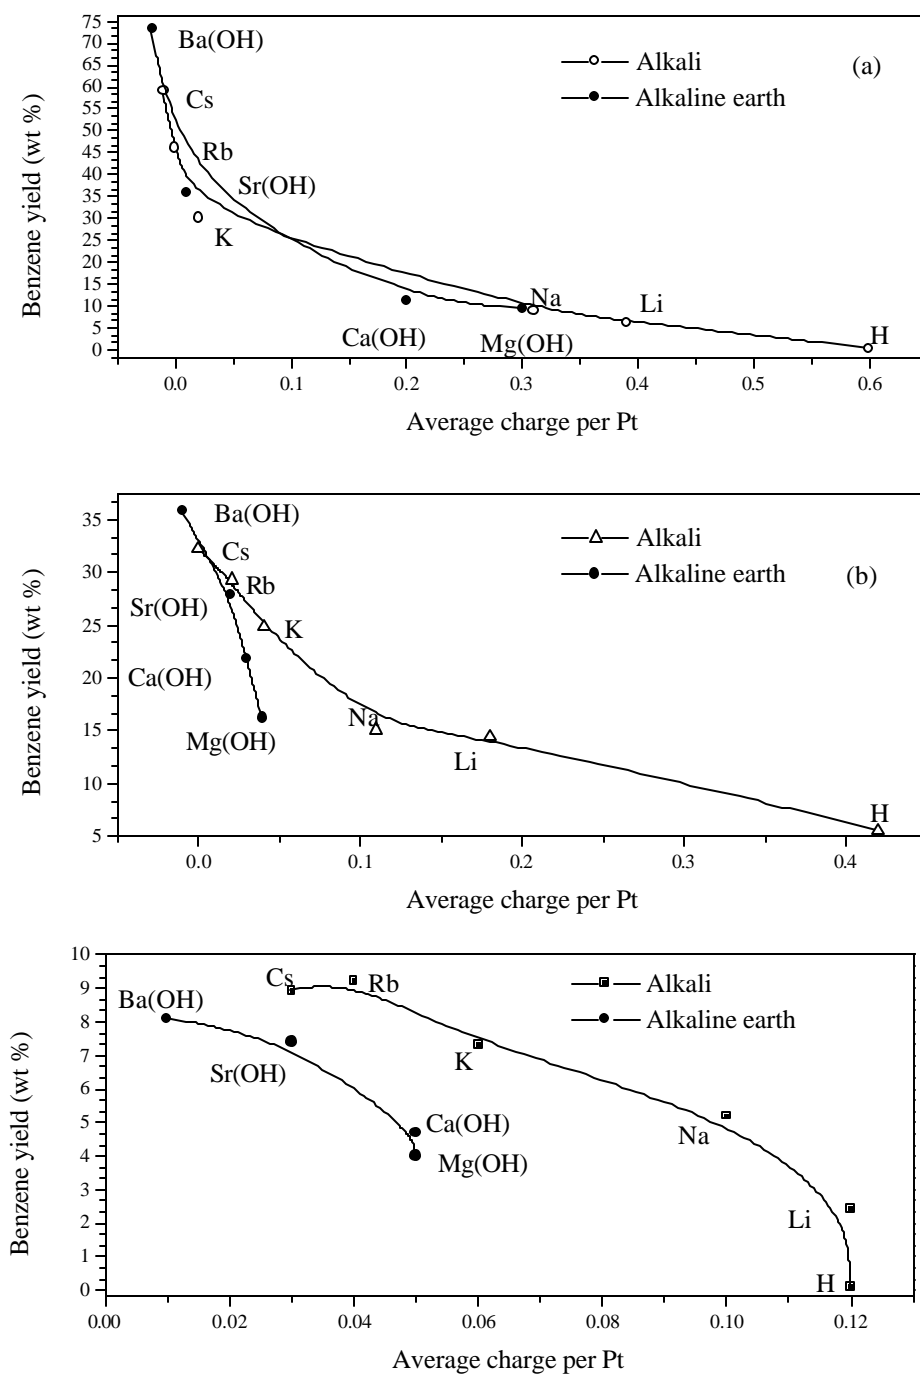 75
70
65
60
55
50
45
40
35
30
25
20
15
10
5
0
Benzene yield (wt %)
Ba(OH)
Cs
Rb
Sr(OH)
K
Ca(OH)
Na
Mg(OH)
Li
H
Alkali
Alkaline earth
(a)
0.0 0.1 0.2 0.3 0.4 0.5 0.6
Average charge per Pt
35
30
25
20
15
10
5
Benzene yield (wt %)
Ba(OH)
Cs
Rb
Sr(OH)
K
Ca(OH)
Na
Mg(OH)
Li
H
Alkali
Alkaline earth
(b)
0.0 0.1 0.2 0.3 0.4
Average charge per Pt
10
9
8
7
6
5
4
3
2
1
0
Benzene yield (wt %)
Cs
Rb
Ba(OH)
K
Sr(OH)
Ca(OH)
Na
Mg(OH)
Li
H
Alkali
Alkaline earth
0.00 0.02 0.04 0.06 0.08 0.10 0.12
Average charge per Pt